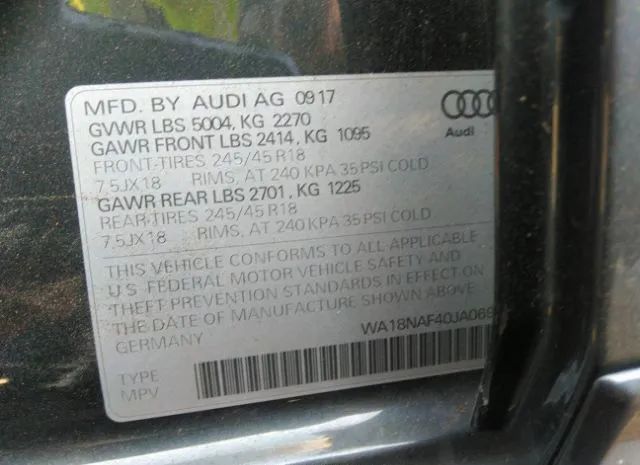 MFD. BY AUDI AG 09 17
GVWR LBS 5004, KG 2270
GAWR FRONT LBS 2414, KG 1095
FRONT-TIRES 245/45 R18
7,5JX18 RIMS, AT 240 KPA 35 PSI COLD
GAWR REAR LBS 2701, KG 1225
REAR-TIRES 245/45 R18
7,5JX18 RIMS, AT 240 KPA 35 PSI COLD
Audi
THIS VEHICLE CONFORMS TO ALL APPLICABLE
U.S FEDERAL MOTOR VEHICLE SAFETY AND
THEFT PREVENTION STANDARDS IN EFFECT ON
THE DATE OF MANUFACTURE SHOWN ABOVE
GERMANY WA18NAF40JA06
TYPE
MPV